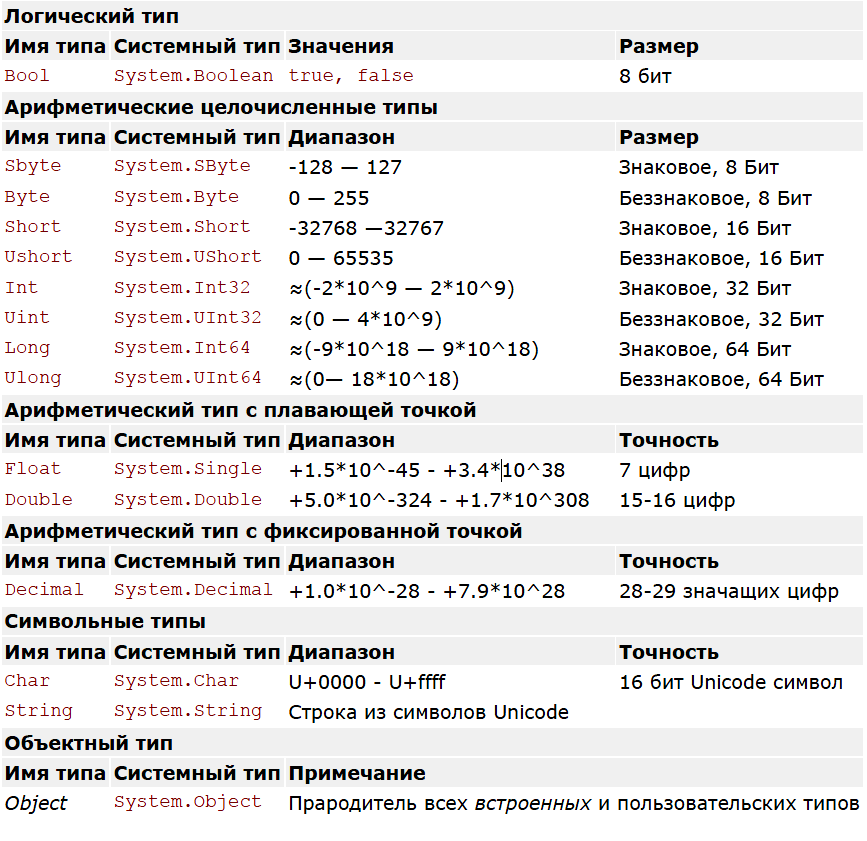 Логический тип
Имя типа Системный тип Значения Размер
Bool System.Boolean true, false 8 бит
Арифметические целочисленные типы
Имя типа Системный тип Диапазон Размер
Sbyte System.SByte -128 — 127 Знаковое, 8 Бит
Byte System.Byte 0 — 255 Беззнаковое, 8 Бит
Short System.Short -32768 —32767 Знаковое, 16 Бит
Ushort System.UShort 0 — 65535 Беззнаковое, 16 Бит
Int System.Int32 ≈(-2*10^9 — 2*10^9) Знаковое, 32 Бит
Uint System.UInt32 ≈(0 — 4*10^9) Беззнаковое, 32 Бит
Long System.Int64 ≈(-9*10^18 — 9*10^18) Знаковое, 64 Бит
Ulong System.UInt64 ≈(0— 18*10^18) Беззнаковое, 64 Бит
Арифметический тип с плавающей точкой
Имя типа Системный тип Диапазон Точность
Float System.Single +1.5*10^-45 - +3.4*10^38 7 цифр
Double System.Double +5.0*10^-324 - +1.7*10^308 15-16 цифр
Арифметический тип с фиксированной точкой
Имя типа Системный тип Диапазон Точность
Decimal System.Decimal +1.0*10^-28 - +7.9*10^28 28-29 значащих цифр
Символьные типы
Имя типа Системный тип Диапазон Точность
Char System.Char U+0000 - U+ffff 16 бит Unicode символ
String System.String Строка из символов Unicode
Объектный тип
Имя типа Системный тип Примечание
Object System.Object Прародитель всех встроенных и пользовательских типов